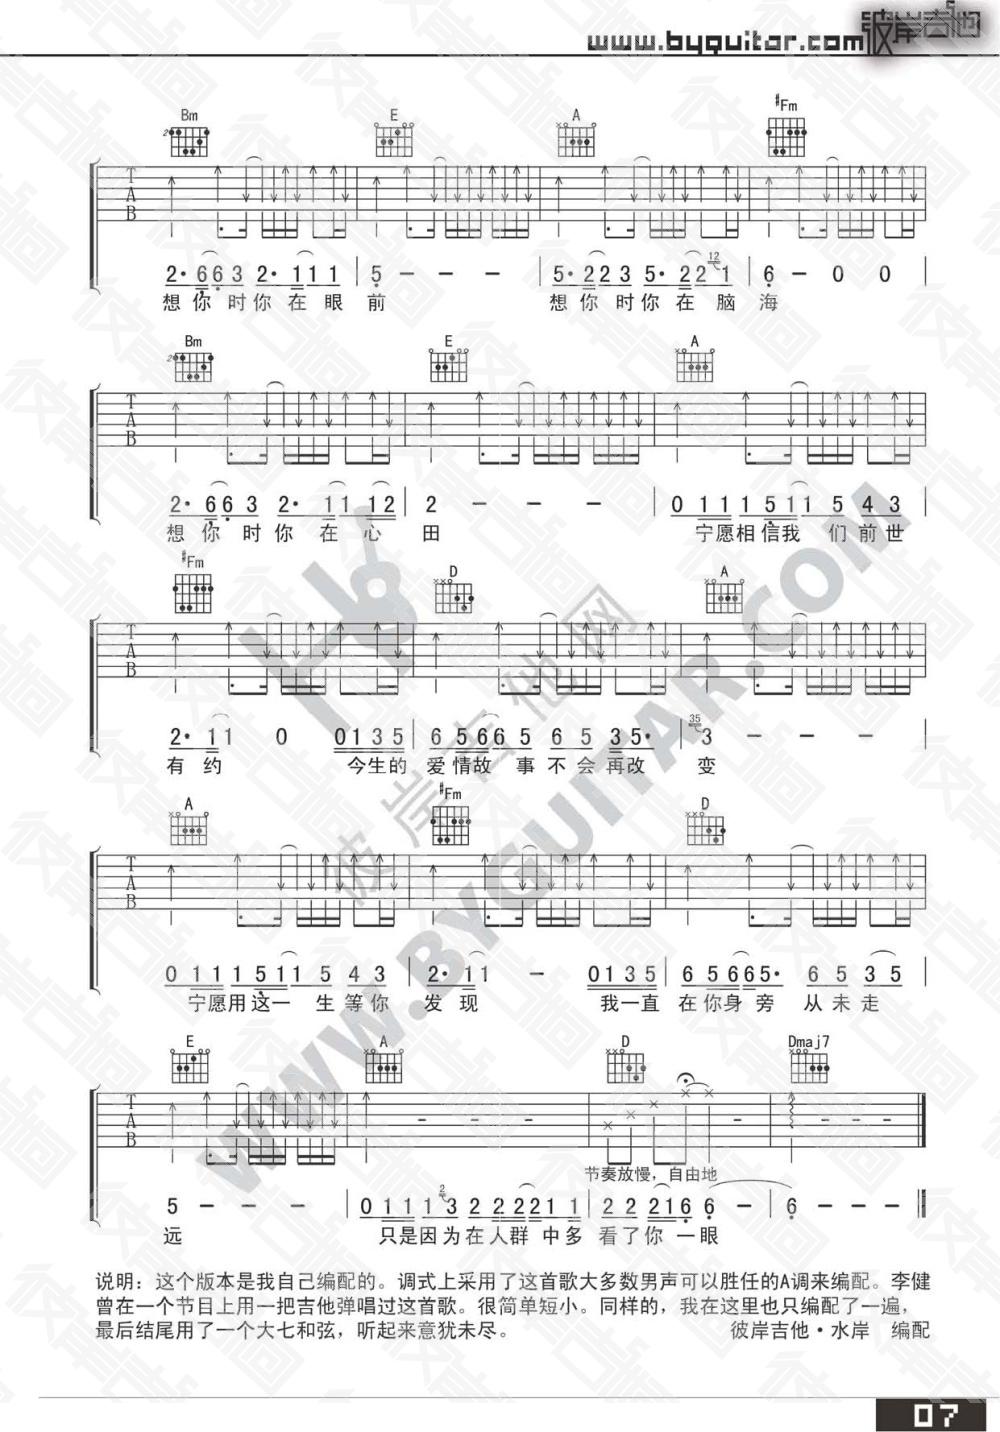 www.byguitar.com 彼岸吉他
Bm E A #Fm
T A B
2· 6 6 3 2· 1 1 1 | 5 - - - | 5· 2 2 3 5· 2 2 12 1 | 6 - 0 0 |
想你时你在眼前 想你时你在脑海
Bm E A
T A B
2· 6 6 3 2· 1 1 1 2 | 2 - - - | 0 1 1 1 5 1 1 5 4 3 |
想你时你在心田 宁愿相信我们前世
#Fm D A
T A B
2· 1 1 0 0 1 3 5 | 6 5 6 6 5 6 5 3 5· | 35 3 - - - |
有约 今生的爱情故事不会再改变
A #Fm D
T A B
0 1 1 1 5 1 1 5 4 3 | 2· 1 1 - 0 1 3 5 | 6 5 6 6 5· 6 5 3 5 |
宁愿用这一生等你发现 我一直在你身旁从未走
E A D Dmaj7
T A B
节奏放慢，自由地
5 - - - | 0 1 1 1 2 3 2 2 2 2 1 1 | 2 2 2 1 6 6 - | 6 - - -
远 只是因为在人群中多看了你一眼
说明：这个版本是我自己编配的。调式上采用了这首歌大多数男声可以胜任的A调来编配。李健
曾在一个节目上用一把吉他弹唱过这首歌。很简单短小。同样的，我在这里也只编配了一遍，
最后结尾用了一个大七和弦，听起来意犹未尽。 彼岸吉他·水岸 编配
彼岸吉他网
WWW.BYGUITAR.COM
07